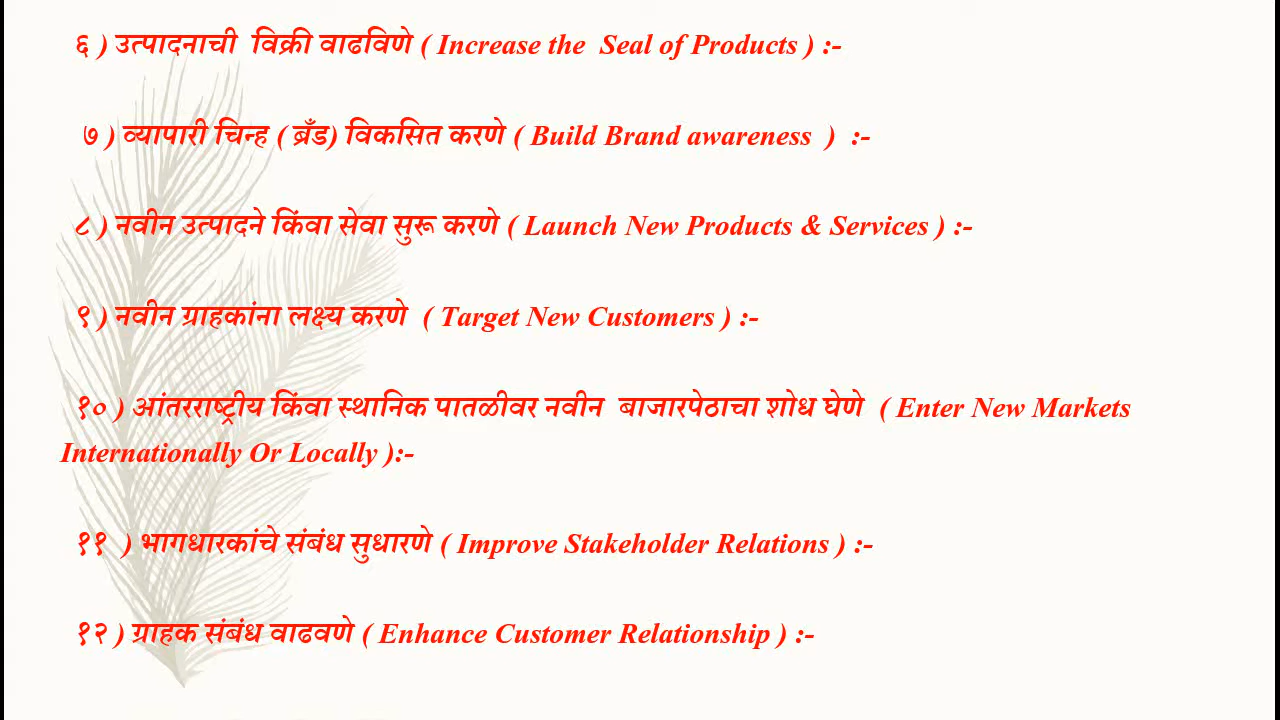 ६ ) उत्पादनाची विक्री वाढविणे ( Increase the Seal of Products ) :-
७ ) व्यापारी चिन्ह ( ब्रँड) विकसित करणे ( Build Brand awareness ) :-
८ ) नवीन उत्पादने किंवा सेवा सुरू करणे ( Launch New Products & Services ) :-
९ ) नवीन ग्राहकांना लक्ष्य करणे ( Target New Customers ) :-
१० ) आंतरराष्ट्रीय किंवा स्थानिक पातळीवर नवीन बाजारपेठाचा शोध घेणे ( Enter New Markets
Internationally Or Locally ):-
११ ) भागधारकांचे संबंध सुधारणे ( Improve Stakeholder Relations ) :-
१२ ) ग्राहक संबंध वाढवणे ( Enhance Customer Relationship ) :-